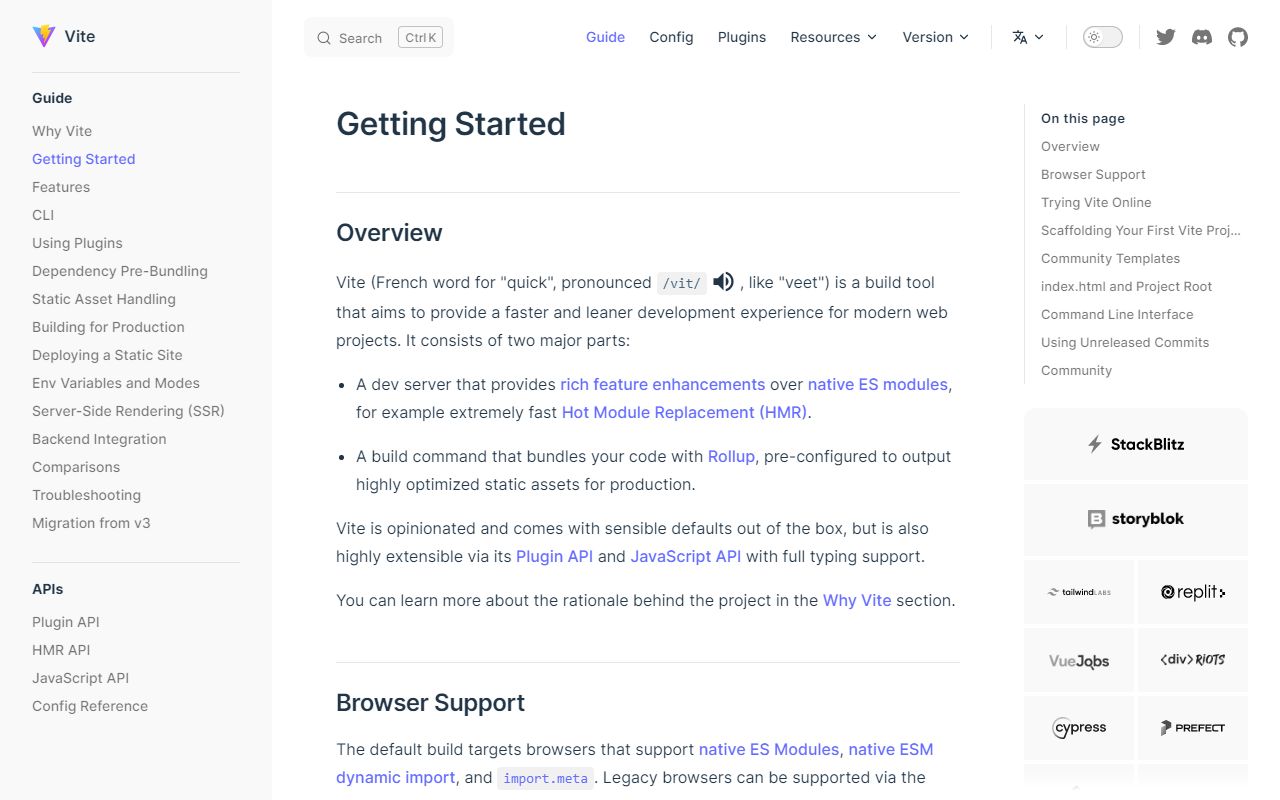 Vite
Guide
Why Vite
Getting Started
Features
CLI
Using Plugins
Dependency Pre-Bundling
Static Asset Handling
Building for Production
Deploying a Static Site
Env Variables and Modes
Server-Side Rendering (SSR)
Backend Integration
Comparisons
Troubleshooting
Migration from v3
APIs
Plugin API
HMR API
JavaScript API
Config Reference
Search Ctrl K
Guide Config Plugins Resources Version
Getting Started
Overview
Vite (French word for "quick", pronounced /vit/ , like "veet") is a build tool
that aims to provide a faster and leaner development experience for modern web
projects. It consists of two major parts:
• A dev server that provides rich feature enhancements over native ES modules,
for example extremely fast Hot Module Replacement (HMR).
• A build command that bundles your code with Rollup, pre-configured to output
highly optimized static assets for production.
Vite is opinionated and comes with sensible defaults out of the box, but is also
highly extensible via its Plugin API and JavaScript API with full typing support.
You can learn more about the rationale behind the project in the Why Vite section.
Browser Support
The default build targets browsers that support native ES Modules, native ESM
dynamic import, and import.meta. Legacy browsers can be supported via the
On this page
Overview
Browser Support
Trying Vite Online
Scaffolding Your First Vite Proj...
Community Templates
index.html and Project Root
Command Line Interface
Using Unreleased Commits
Community
StackBlitz
storyblok
tailwindLABS
replit
VueJobs
<div>RIOTS
cypress
PREFECT